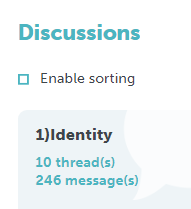 Discussions
Enable sorting
1)Identity
10 thread(s)
246 message(s)